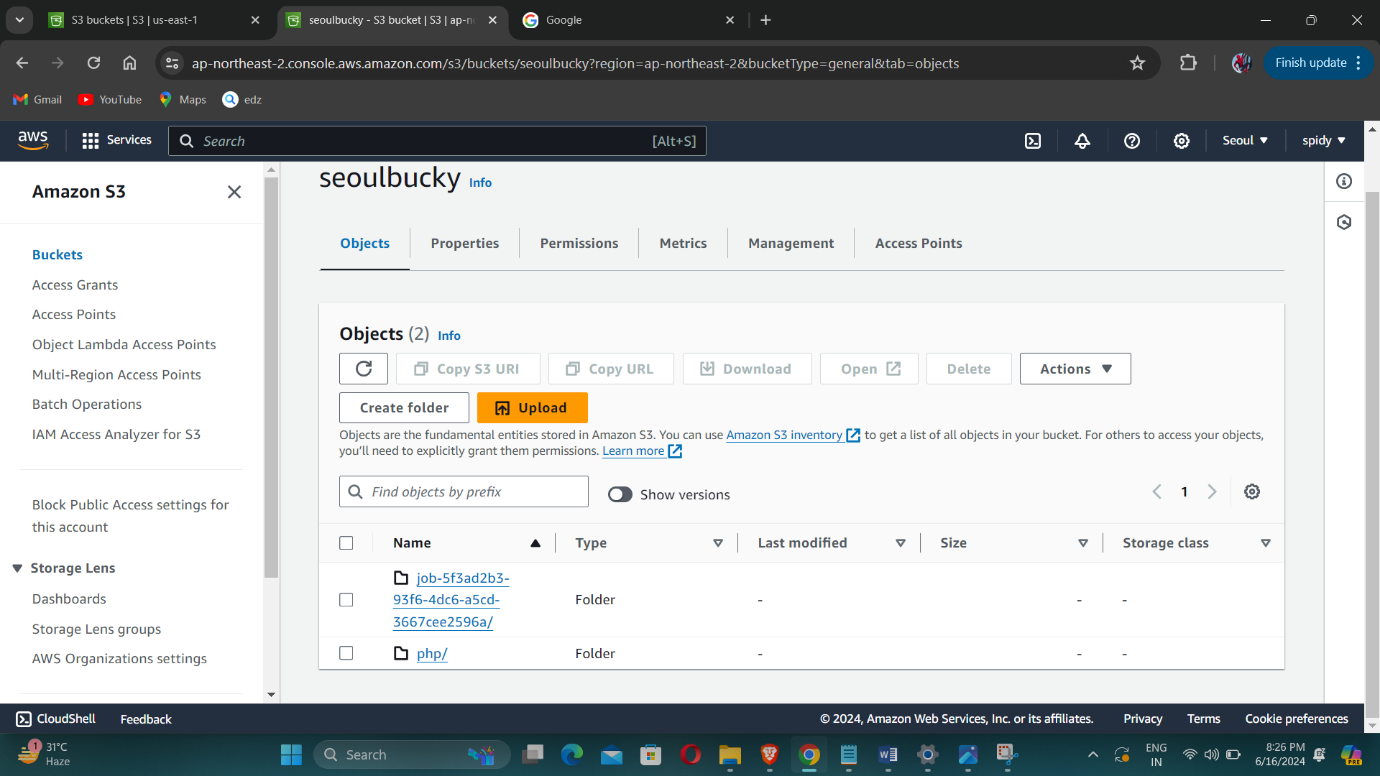 S3 buckets | S3 | us-east-1
seoulbucky - S3 bucket | S3 | ap-n
Google
ap-northeast-2.console.aws.amazon.com/s3/buckets/seoulbucky?region=ap-northeast-2&bucketType=general&tab=objects
Finish update
Gmail
YouTube
Maps
edz
aws
Services
Search
[Alt+S]
Seoul
spidy
Amazon S3
Buckets
Access Grants
Access Points
Object Lambda Access Points
Multi-Region Access Points
Batch Operations
IAM Access Analyzer for S3
Block Public Access settings for
this account
Storage Lens
Dashboards
Storage Lens groups
AWS Organizations settings
seoulbucky Info
Objects
Properties
Permissions
Metrics
Management
Access Points
Objects (2) Info
Copy S3 URI
Copy URL
Download
Open
Delete
Actions
Create folder
Upload
Objects are the fundamental entities stored in Amazon S3. You can use Amazon S3 inventory to get a list of all objects in your bucket. For others to access your objects,
you'll need to explicitly grant them permissions. Learn more
Find objects by prefix
Show versions
1
Name
Type
Last modified
Size
Storage class
job-5f3ad2b3-
93f6-4dc6-a5cd-
3667cee2596a/
Folder
-
-
-
php/
Folder
-
-
-
CloudShell
Feedback
© 2024, Amazon Web Services, Inc. or its affiliates.
Privacy
Terms
Cookie preferences
1
31°C
Haze
Search
ENG
IN
8:26 PM
6/16/2024
PRE